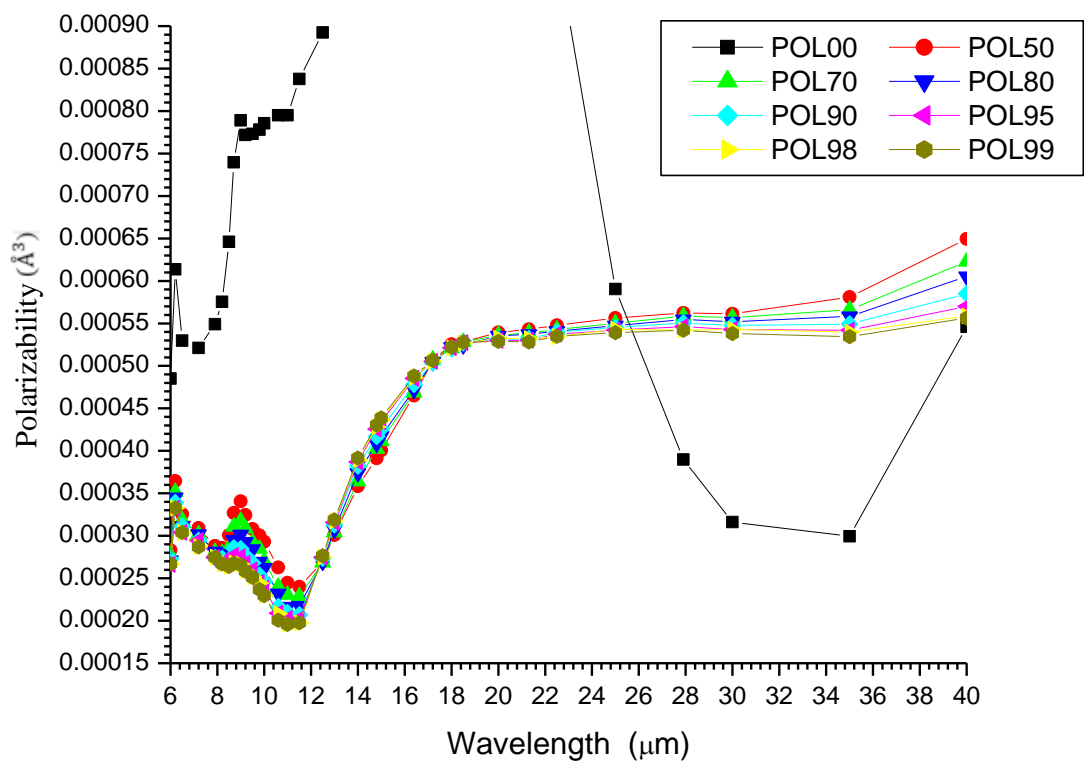 0.00090
0.00085
0.00080
0.00075
0.00070
0.00065
0.00060
0.00055
0.00050
0.00045
0.00040
0.00035
0.00030
0.00025
0.00020
0.00015
Polarizability (Å³)
POL00 POL50
POL70 POL80
POL90 POL95
POL98 POL99
6 8 10 12 14 16 18 20 22 24 26 28 30 32 34 36 38 40
Wavelength (μm)